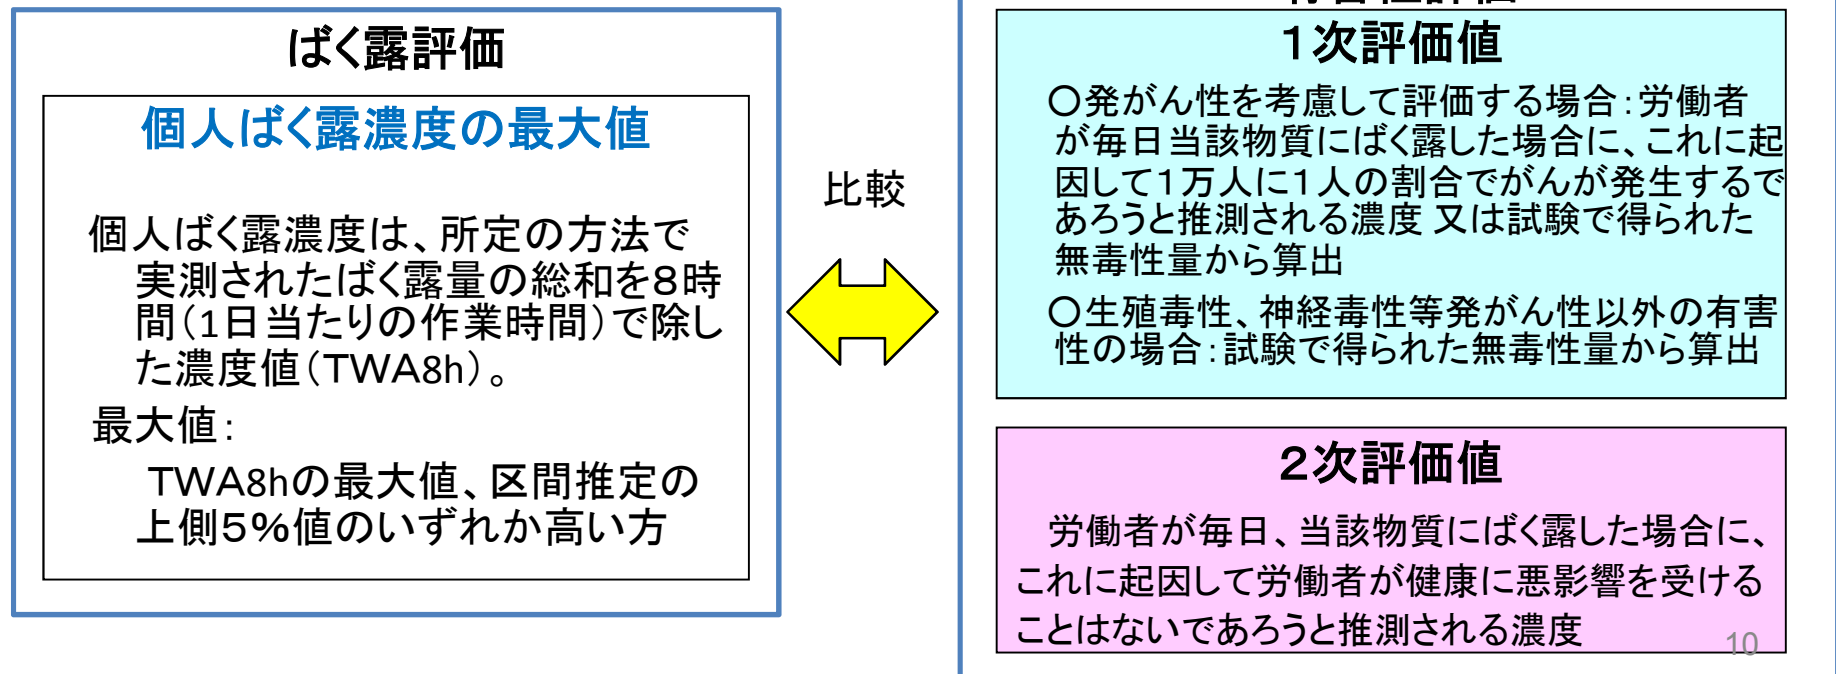 ばく露評価
個人ばく露濃度の最大値
個人ばく露濃度は、所定の方法で
実測されたばく露量の総和を８時
間（1日当たりの作業時間）で除し
た濃度値（TWA8h）。
最大値：
TWA8hの最大値、区間推定の
上側５％値のいずれか高い方
比較
１次評価値
〇発がん性を考慮して評価する場合：労働者
が毎日当該物質にばく露した場合に、これに起
因して１万人に１人の割合でがんが発生するで
あろうと推測される濃度 又は試験で得られた
無毒性量から算出
〇生殖毒性、神経毒性等発がん性以外の有害
性の場合：試験で得られた無毒性量から算出
２次評価値
労働者が毎日、当該物質にばく露した場合に、
これに起因して労働者が健康に悪影響を受ける
ことはないであろうと推測される濃度
10